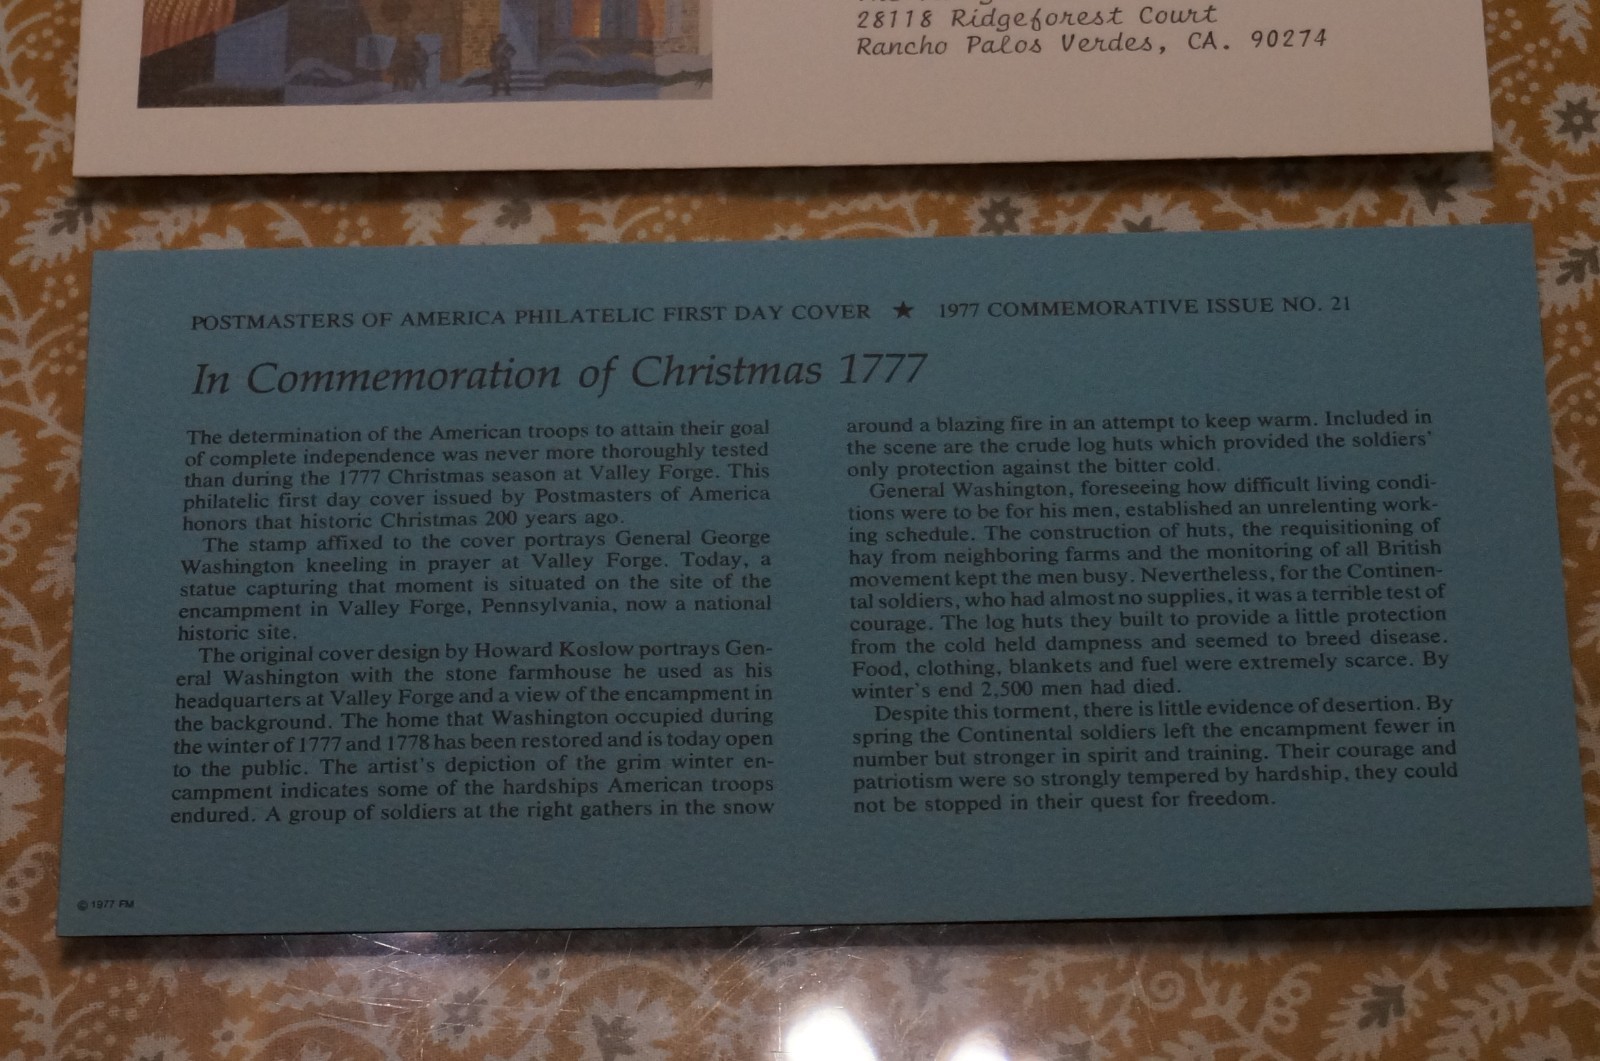 28118 Ridgeforest Court
Rancho Palos Verdes, CA. 90274
POSTMASTERS OF AMERICA PHILATELIC FIRST DAY COVER ★ 1977 COMMEMORATIVE ISSUE NO. 21
In Commemoration of Christmas 1777
The determination of the American troops to attain their goal
of complete independence was never more thoroughly tested
than during the 1777 Christmas season at Valley Forge. This
philatelic first day cover issued by Postmasters of America
honors that historic Christmas 200 years ago.
The stamp affixed to the cover portrays General George
Washington kneeling in prayer at Valley Forge. Today, a
statue capturing that moment is situated on the site of the
encampment in Valley Forge, Pennsylvania, now a national
historic site.
The original cover design by Howard Koslow portrays Gen-
eral Washington with the stone farmhouse he used as his
headquarters at Valley Forge and a view of the encampment in
the background. The home that Washington occupied during
the winter of 1777 and 1778 has been restored and is today open
to the public. The artist's depiction of the grim winter en-
campment indicates some of the hardships American troops
endured. A group of soldiers at the right gathers in the snow
around a blazing fire in an attempt to keep warm. Included in
the scene are the crude log huts which provided the soldiers'
only protection against the bitter cold.
General Washington, foreseeing how difficult living condi-
tions were to be for his men, established an unrelenting work-
ing schedule. The construction of huts, the requisitioning of
hay from neighboring farms and the monitoring of all British
movement kept the men busy. Nevertheless, for the Continen-
tal soldiers, who had almost no supplies, it was a terrible test of
courage. The log huts they built to provide a little protection
from the cold held dampness and seemed to breed disease.
Food, clothing, blankets and fuel were extremely scarce. By
winter's end 2,500 men had died.
Despite this torment, there is little evidence of desertion. By
spring the Continental soldiers left the encampment fewer in
number but stronger in spirit and training. Their courage and
patriotism were so strongly tempered by hardship, they could
not be stopped in their quest for freedom.
© 1977 FM